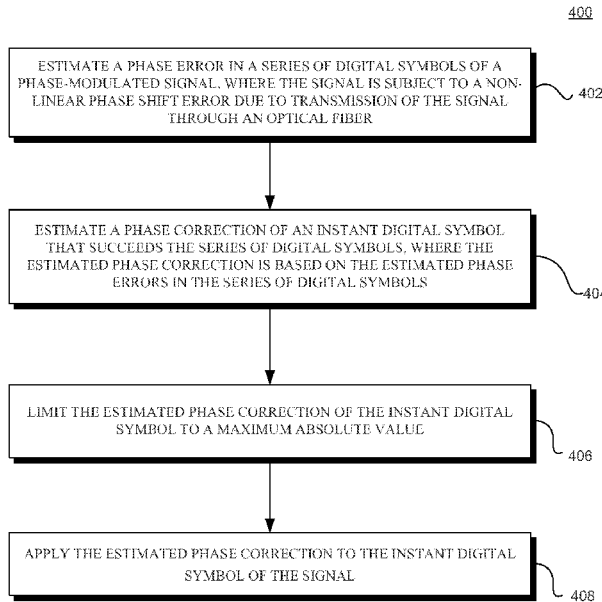 400
ESTIMATE A PHASE ERROR IN A SERIES OF DIGITAL SYMBOLS OF A
PHASE-MODULATED SIGNAL, WHERE THE SIGNAL IS SUBJECT TO A NON-
LINEAR PHASE SHIFT ERROR DUE TO TRANSMISSION OF THE SIGNAL
THROUGH AN OPTICAL FIBER
402
ESTIMATE A PHASE CORRECTION OF AN INSTANT DIGITAL SYMBOL
THAT SUCCEEDS THE SERIES OF DIGITAL SYMBOLS, WHERE THE
ESTIMATED PHASE CORRECTION IS BASED ON THE ESTIMATED PHASE
ERRORS IN THE SERIES OF DIGITAL SYMBOLS
404
LIMIT THE ESTIMATED PHASE CORRECTION OF THE INSTANT DIGITAL
SYMBOL TO A MAXIMUM ABSOLUTE VALUE
406
APPLY THE ESTIMATED PHASE CORRECTION TO THE INSTANT DIGITAL
SYMBOL OF THE SIGNAL
408